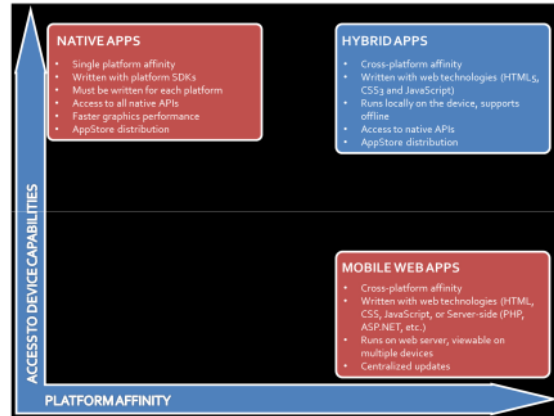 NATIVE APPS
• Single platform affinity
• Written with platform SDKs
• Must be written for each platform
• Access to all native APIs
• Faster graphics performance
• AppStore distribution
HYBRID APPS
• Cross-platform affinity
• Written with web technologies (HTML5,
CSS3 and JavaScript)
• Runs locally on the device, supports
offline
• Access to native APIs
• AppStore distribution
ACCESS TO DEVICE CAPABILITIES
MOBILE WEB APPS
• Cross-platform affinity
• Written with web technologies (HTML,
CSS, JavaScript, or Server-side (PHP,
ASP.NET, etc.)
• Runs on web server, viewable on
multiple devices
• Centralized updates
PLATFORM AFFINITY